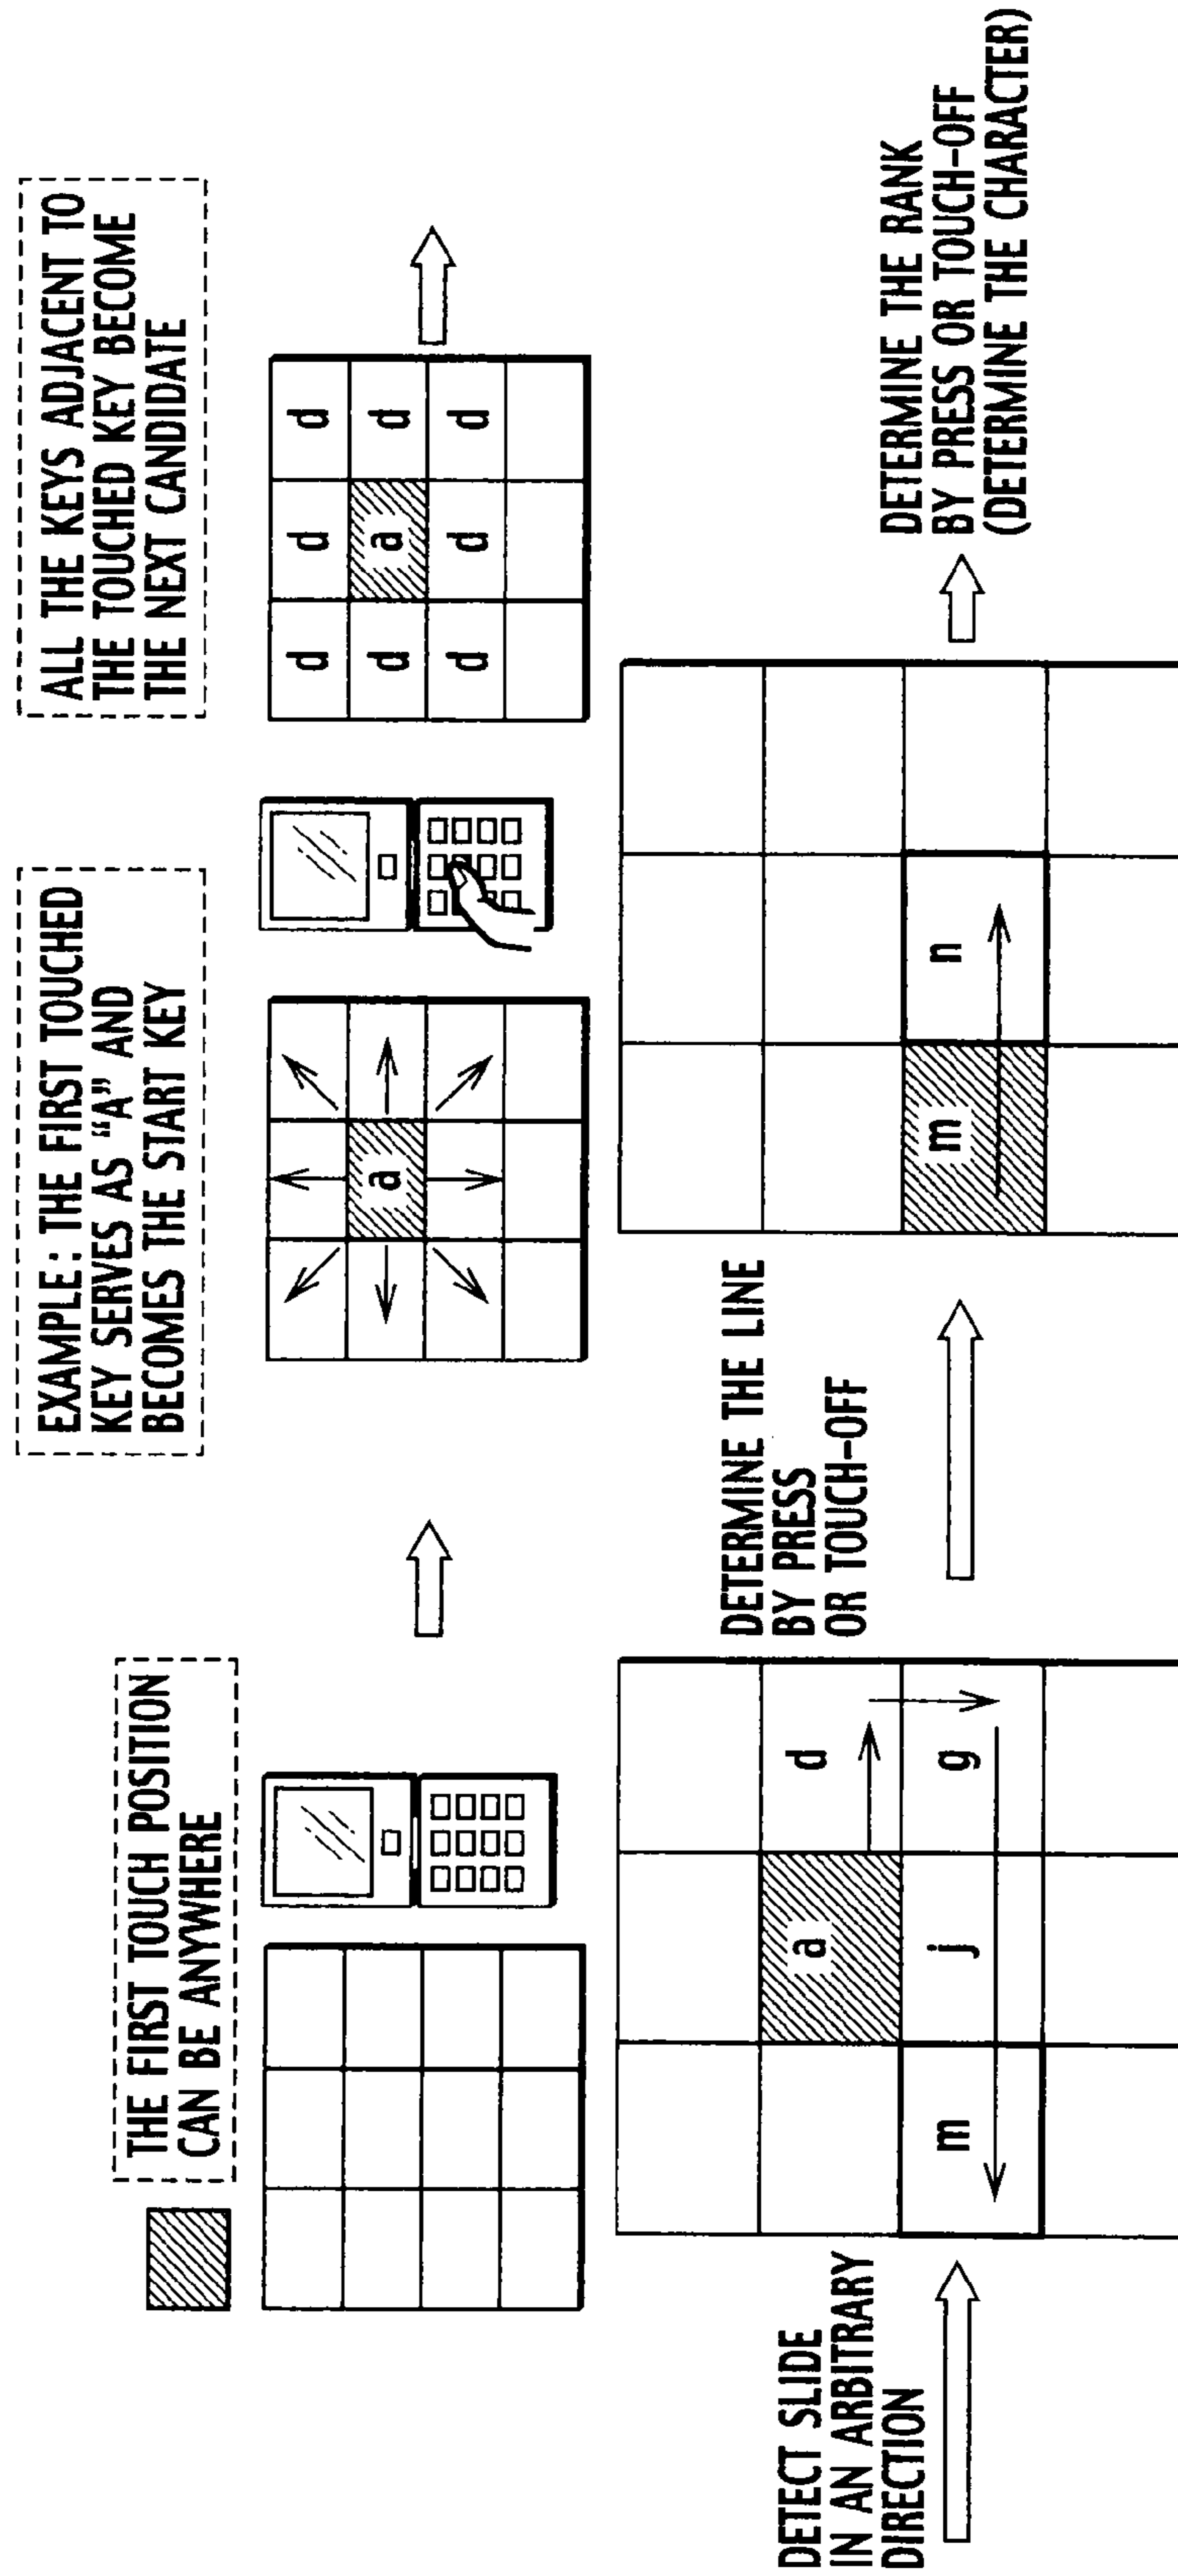 THE FIRST TOUCH POSITION
CAN BE ANYWHERE
EXAMPLE: THE FIRST TOUCHED
KEY SERVES AS “A” AND
BECOMES THE START KEY
a
ALL THE KEYS ADJACENT TO
THE TOUCHED KEY BECOME
THE NEXT CANDIDATE
d d d
d a d
d d d
DETECT SLIDE
IN AN ARBITRARY
DIRECTION
a d
m j g
DETERMINE THE LINE
BY PRESS
OR TOUCH-OFF
m n
DETERMINE THE RANK
BY PRESS OR TOUCH-OFF
(DETERMINE THE CHARACTER)